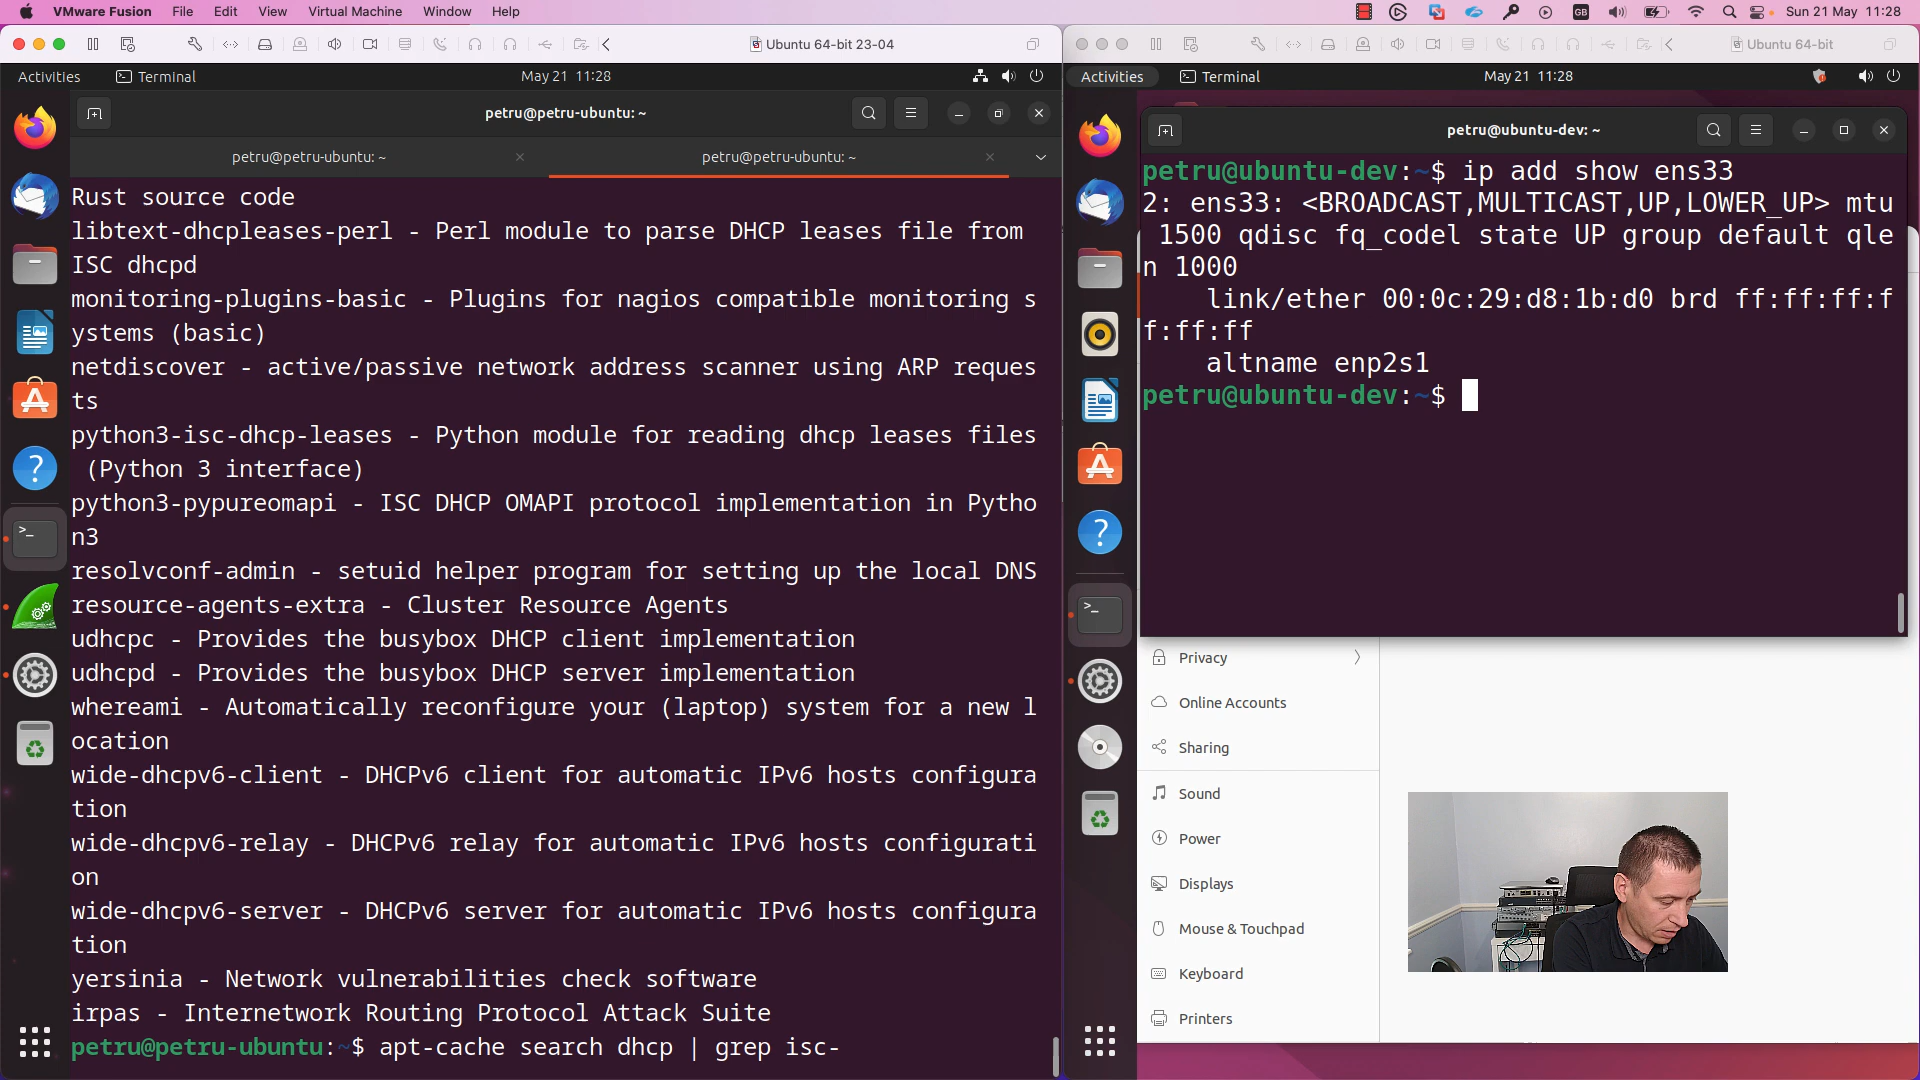 VMware Fusion File Edit View Virtual Machine Window Help
GB
Sun 21 May 11:28
Ubuntu 64-bit 23-04
Activities Terminal
May 21 11:28
petru@petru-ubuntu: ~
petru@petru-ubuntu: ~
petru@petru-ubuntu: ~
Rust source code
libtext-dhcpleases-perl - Perl module to parse DHCP leases file from
ISC dhcpd
monitoring-plugins-basic - Plugins for nagios compatible monitoring s
ystems (basic)
netdiscover - active/passive network address scanner using ARP reques
ts
python3-isc-dhcp-leases - Python module for reading dhcp leases files
 (Python 3 interface)
python3-pypureomapi - ISC DHCP OMAPI protocol implementation in Pytho
n3
resolvconf-admin - setuid helper program for setting up the local DNS
resource-agents-extra - Cluster Resource Agents
udhcpc - Provides the busybox DHCP client implementation
udhcpd - Provides the busybox DHCP server implementation
whereami - Automatically reconfigure your (laptop) system for a new l
ocation
wide-dhcpv6-client - DHCPv6 client for automatic IPv6 hosts configura
tion
wide-dhcpv6-relay - DHCPv6 relay for automatic IPv6 hosts configurati
on
wide-dhcpv6-server - DHCPv6 server for automatic IPv6 hosts configura
tion
yersinia - Network vulnerabilities check software
irpas - Internetwork Routing Protocol Attack Suite
petru@petru-ubuntu:~$ apt-cache search dhcp | grep isc-
Ubuntu 64-bit
Activities Terminal
May 21 11:28
petru@ubuntu-dev: ~
petru@ubuntu-dev:~$ ip add show ens33
2: ens33: <BROADCAST,MULTICAST,UP,LOWER_UP> mtu
 1500 qdisc fq_codel state UP group default qle
n 1000
    link/ether 00:0c:29:d8:1b:d0 brd ff:ff:ff:f
f:ff:ff
    altname enp2s1
petru@ubuntu-dev:~$
Privacy
Online Accounts
Sharing
Sound
Power
Displays
Mouse & Touchpad
Keyboard
Printers